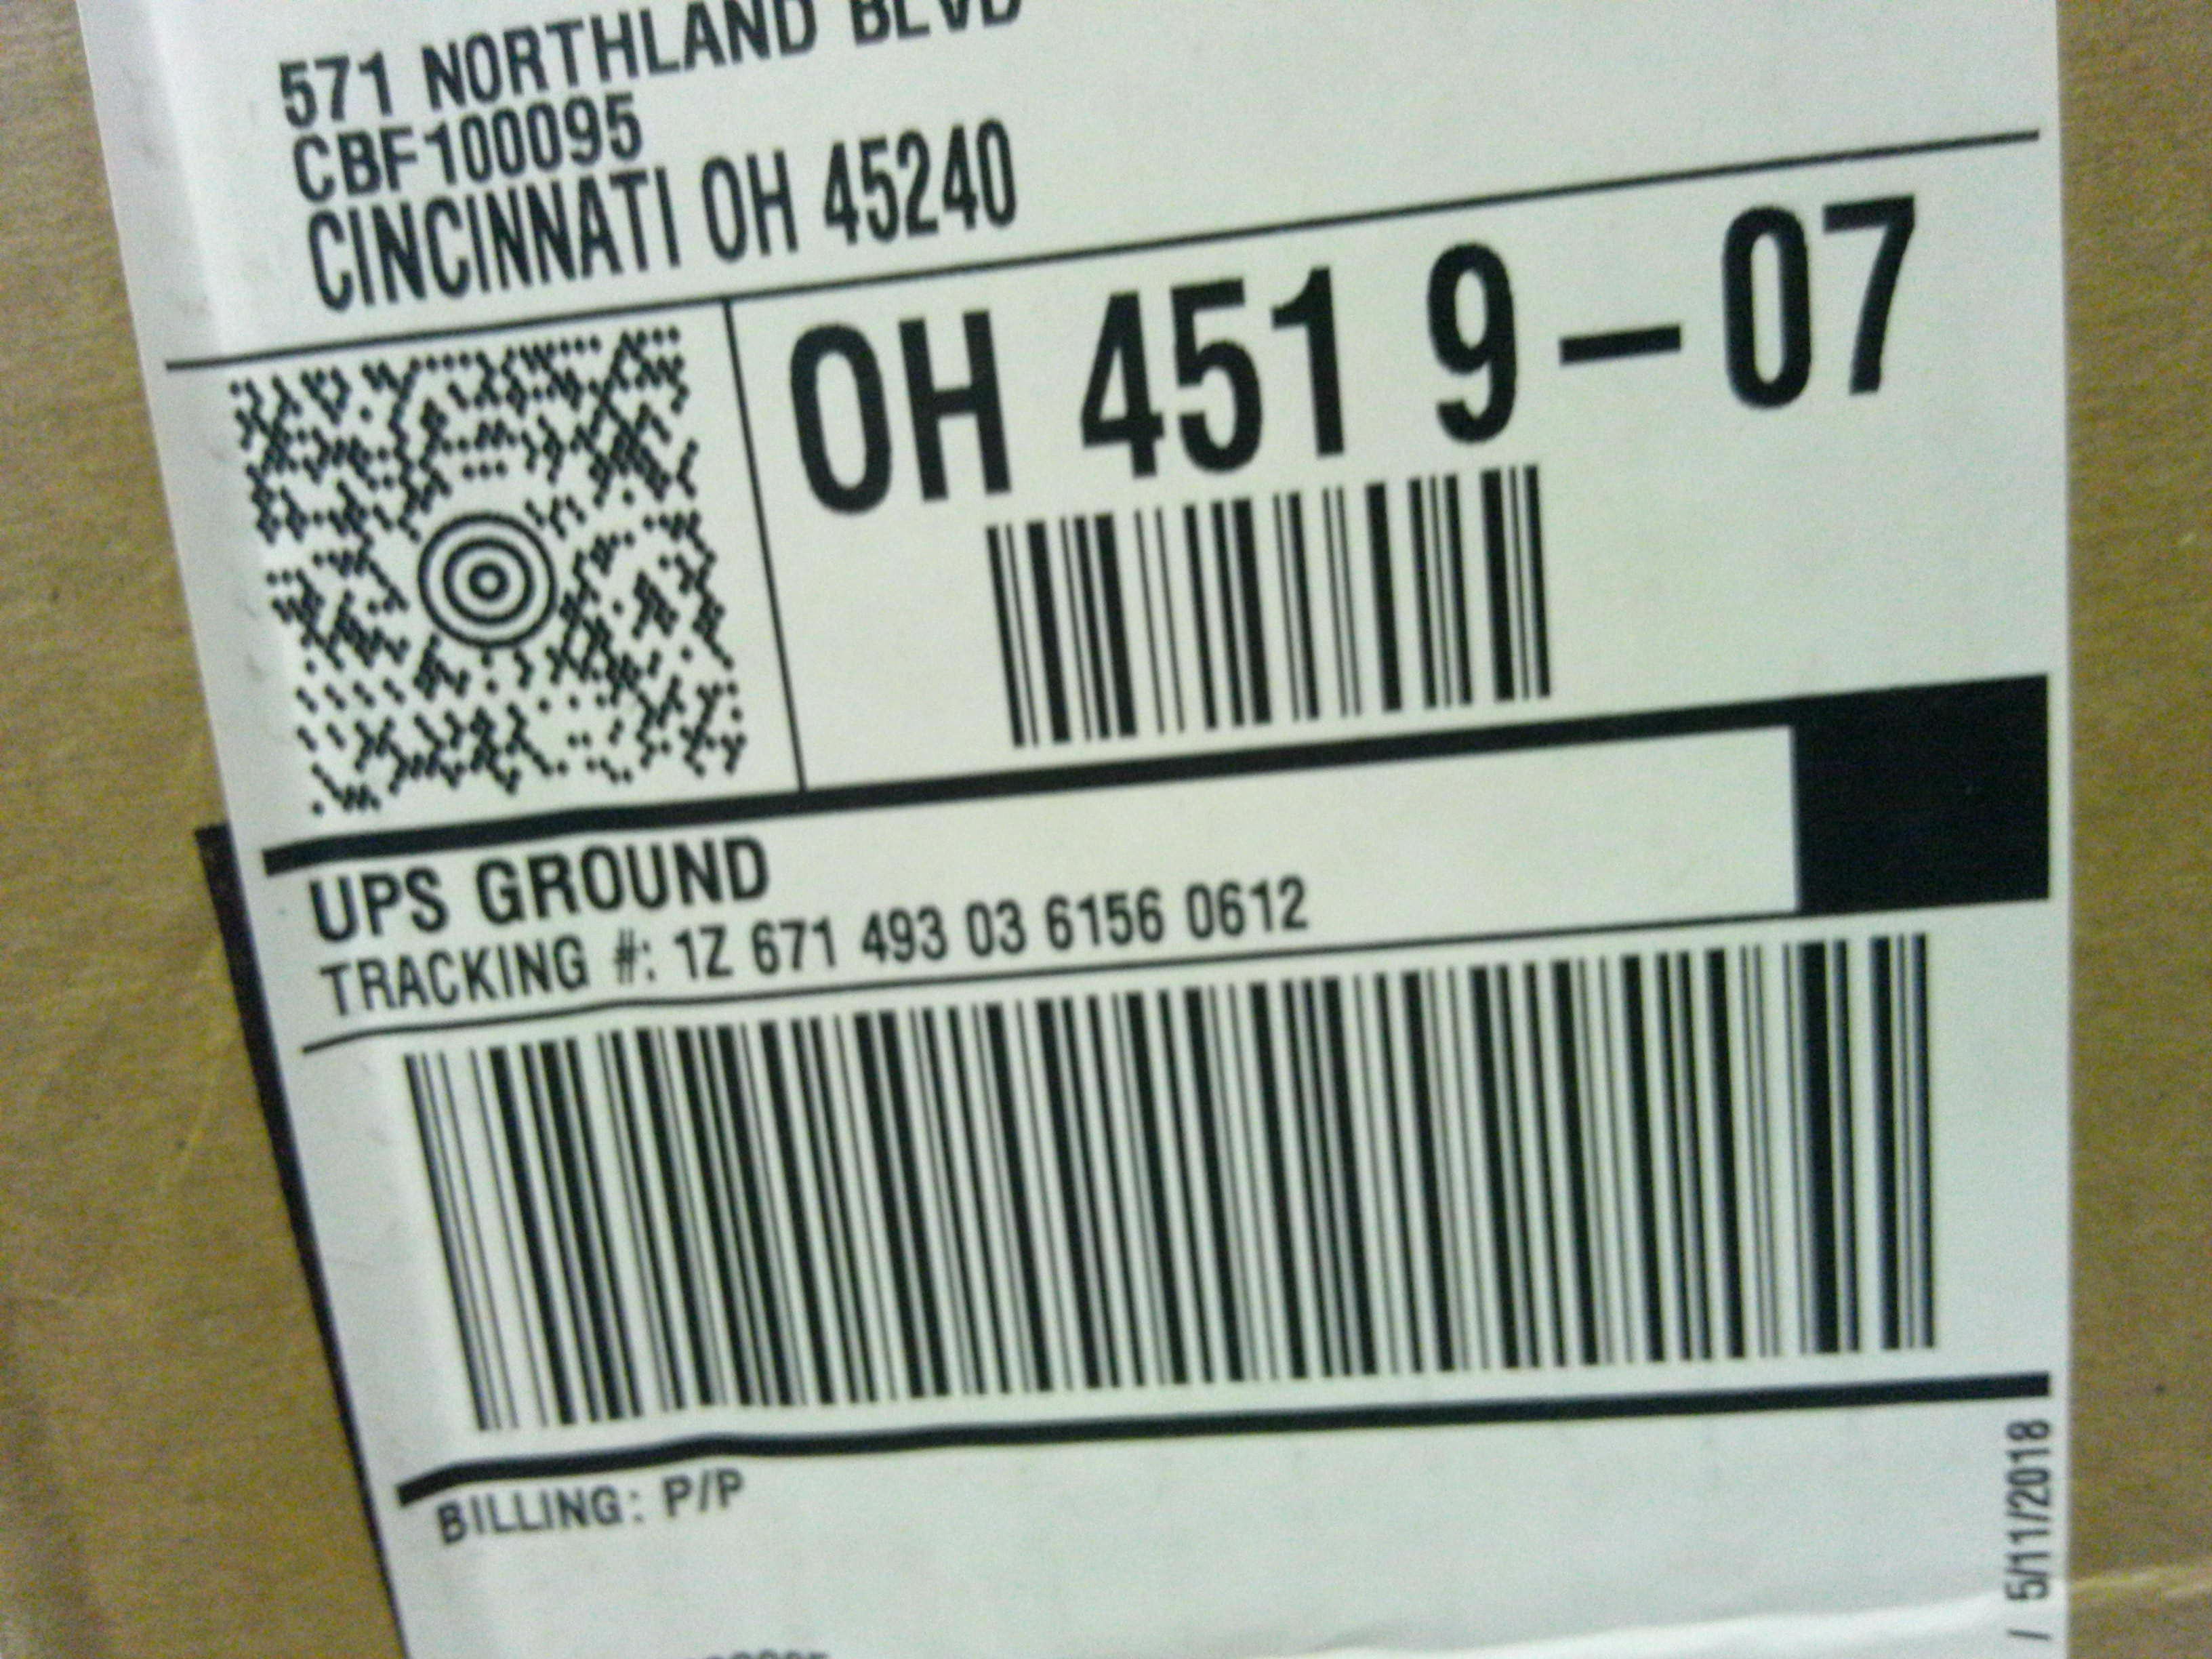 571 NORTHLAND BLVD
CBF100095
CINCINNATI OH 45240
OH 451 9-07
UPS GROUND
TRACKING #: 1Z 671 493 03 6156 0612
BILLING: P/P
/ 5/11/2018